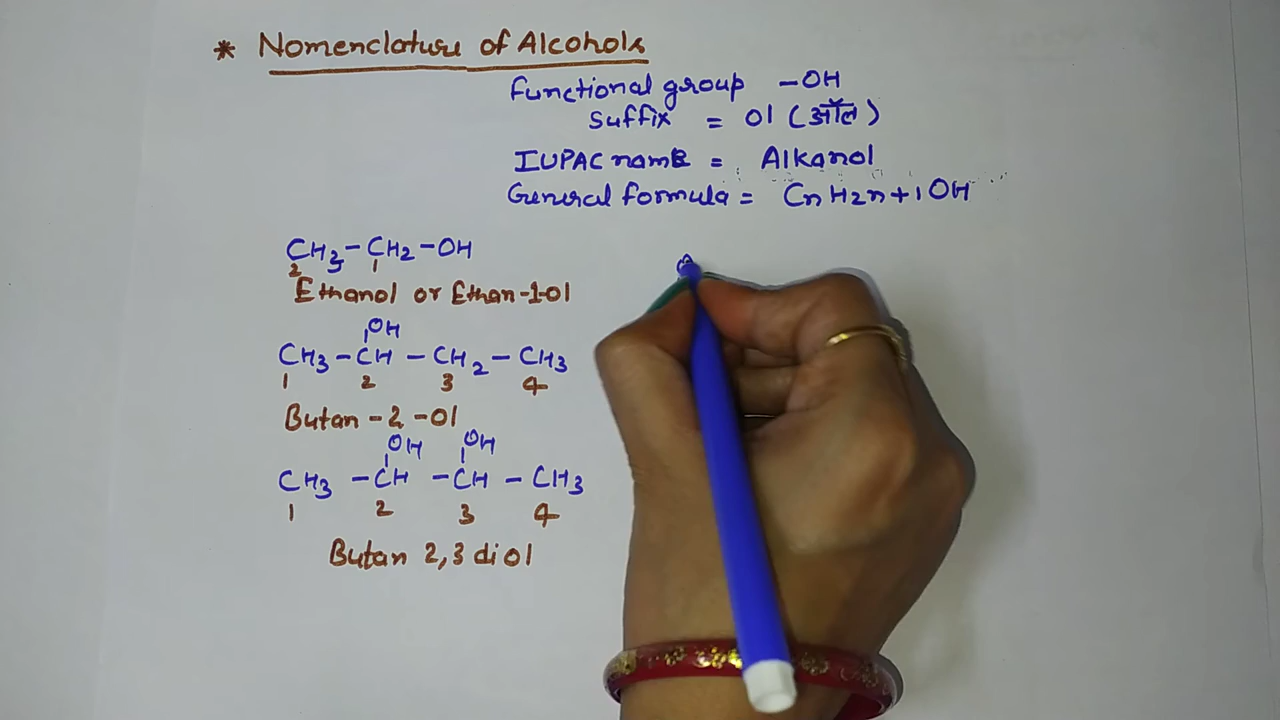 * Nomenclature of Alcohols
Functional group -OH
Suffix = Ol (ऑल)
IUPAC name = Alkanol
General formula = CnH2n+1OH
CH3-CH2-OH
2 1
Ethanol or Ethan-1-ol
OH
CH3-CH-CH2-CH3
1 2 3 4
Butan-2-ol
OH OH
CH3-CH-CH-CH3
1 2 3 4
Butan 2,3 diol